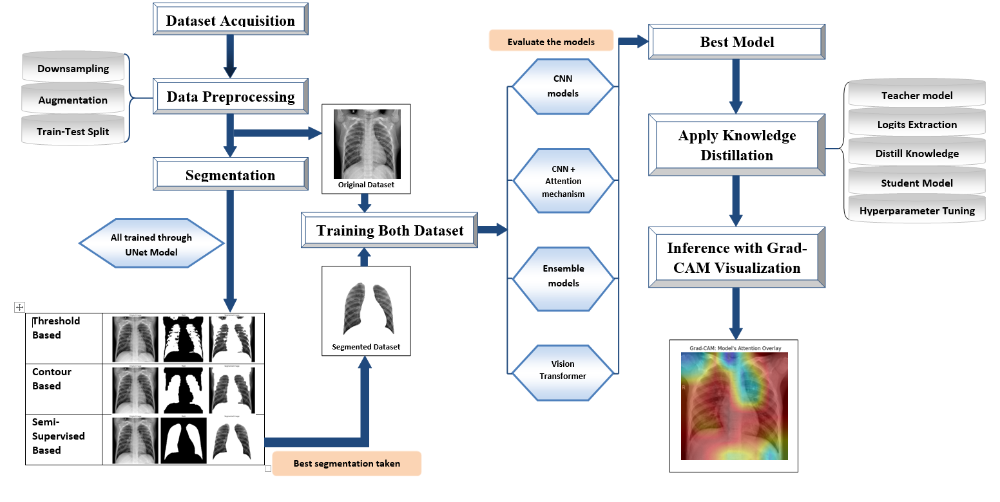 Dataset Acquisition
Downsampling
Augmentation
Train-Test Split
Data Preprocessing
Original Dataset
Segmentation
All trained through
UNet Model
Training Both Dataset
Segmented Dataset
Threshold
Based
Contour
Based
Semi-
Supervised
Based
Best segmentation taken
Evaluate the models
CNN
models
CNN +
Attention
mechanism
Ensemble
models
Vision
Transformer
Best Model
Apply Knowledge
Distillation
Teacher model
Logits Extraction
Distill Knowledge
Student Model
Hyperparameter Tuning
Inference with Grad-
CAM Visualization
Grad-CAM: Model's Attention Overlay
R